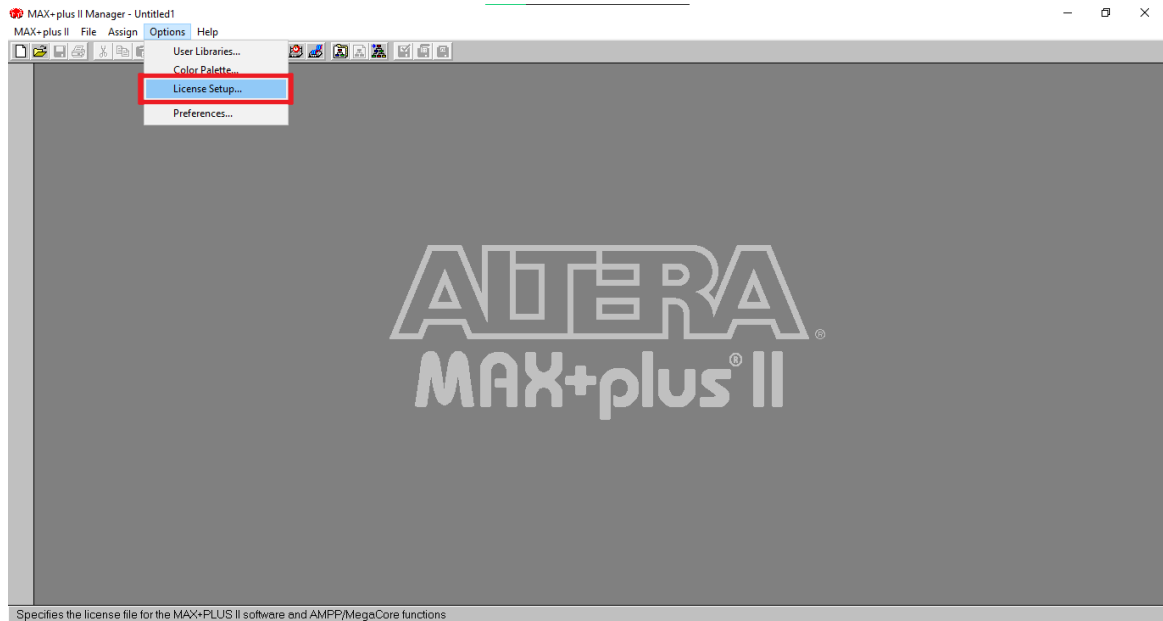 MAX+plus II Manager - Untitled1
MAX+plus II File Assign Options Help
User Libraries...
Color Palette...
License Setup...
Preferences...
ALTERA®
MAX+plus® II
Specifies the license file for the MAX+PLUS II software and AMPP/MegaCore functions